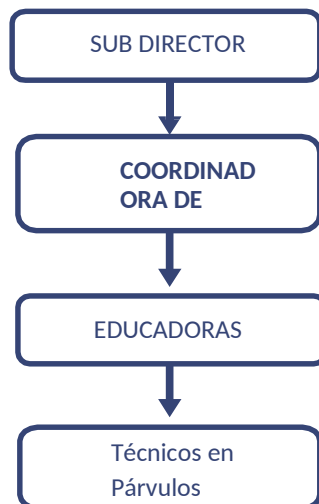 SUB DIRECTOR
COORDINAD
ORA DE
EDUCADORAS
Técnicos en
Párvulos